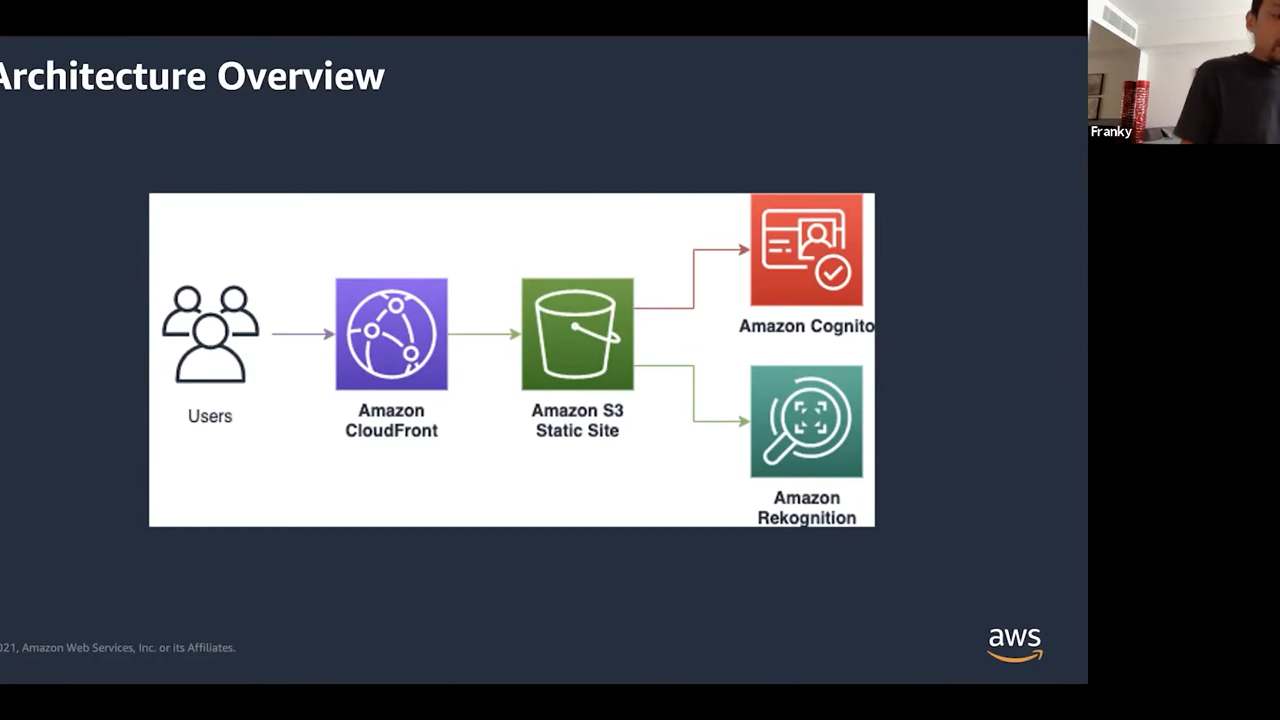 Architecture Overview
Franky
Users
Amazon
CloudFront
Amazon S3
Static Site
Amazon Cognito
Amazon
Rekognition
021, Amazon Web Services, Inc. or its Affiliates.
aws